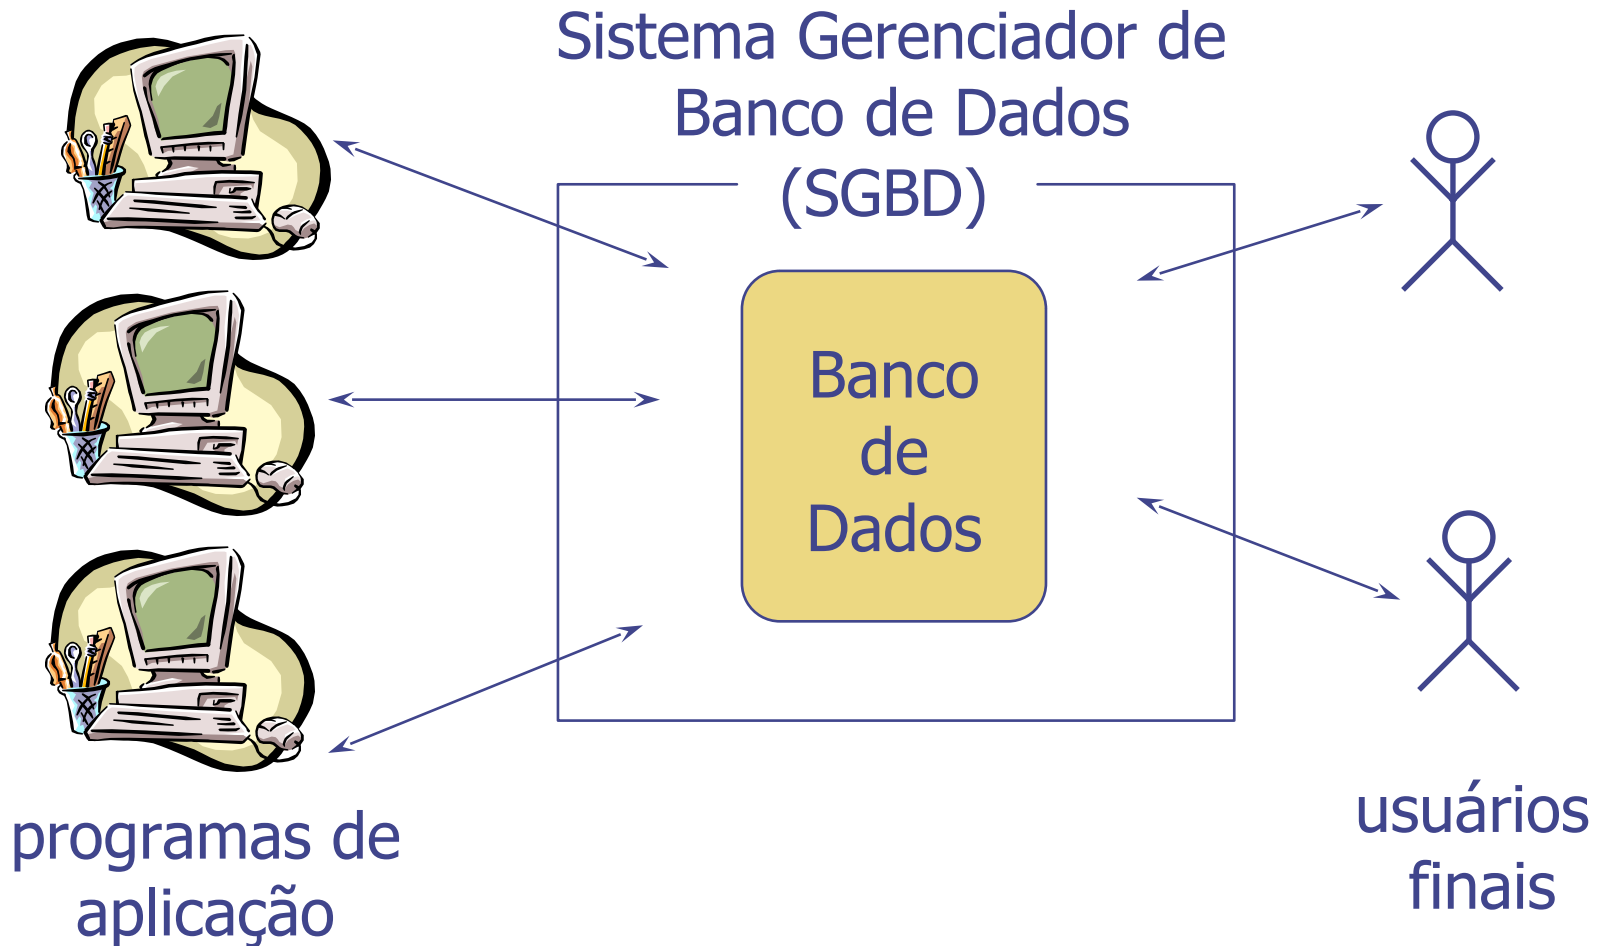 Sistema Gerenciador de
Banco de Dados
(SGBD)
Banco
de
Dados
programas de
aplicação
usuários
finais